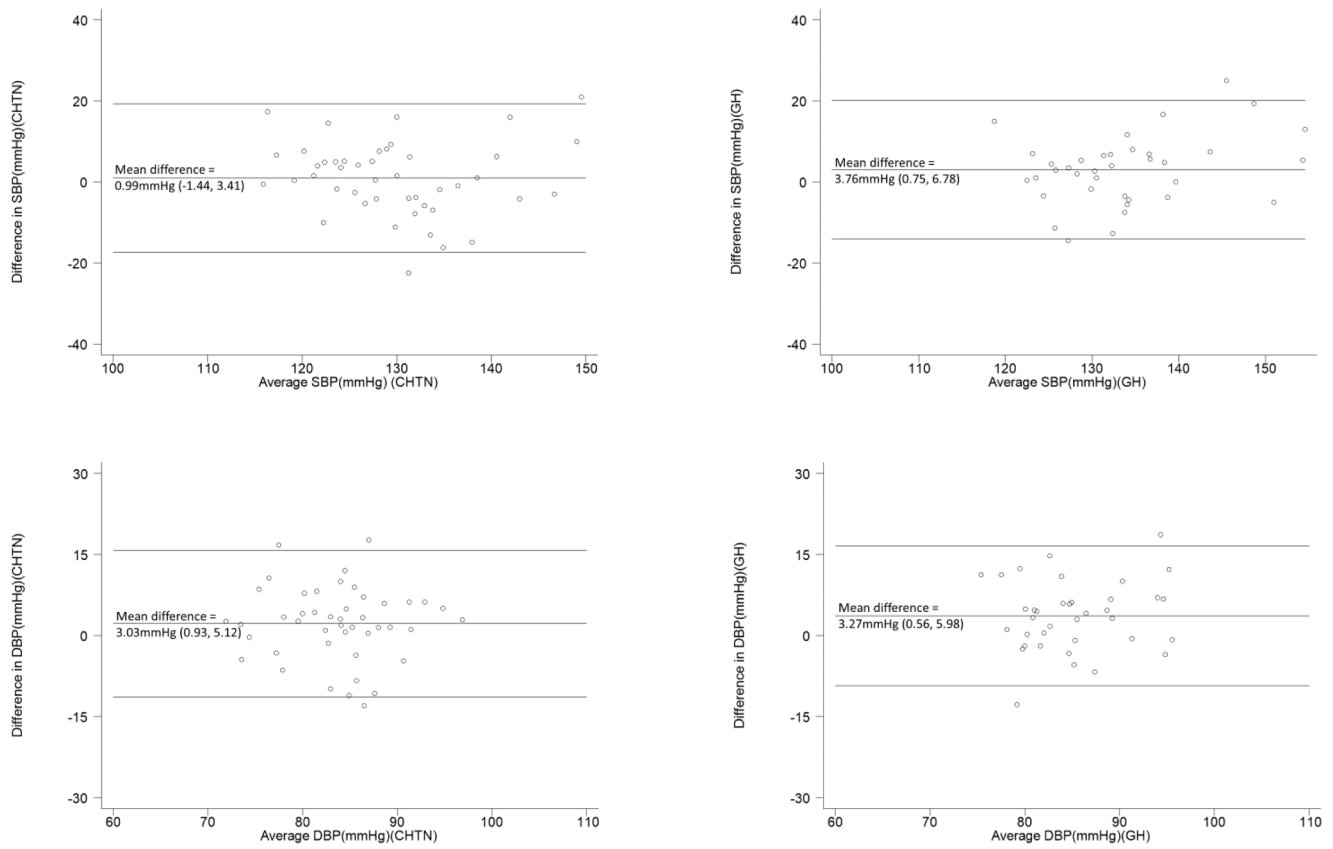 40
20
0
-20
-40
Difference in SBP(mmHg)(CHTN)
Mean difference =
0.99mmHg (-1.44, 3.41)
100 110 120 130 140 150
Average SBP(mmHg) (CHTN)
40
20
0
-20
-40
Difference in SBP(mmHg)(GH)
Mean difference =
3.76mmHg (0.75, 6.78)
100 110 120 130 140 150
Average SBP(mmHg)(GH)
30
15
0
-15
-30
Difference in DBP(mmHg)(CHTN)
Mean difference =
3.03mmHg (0.93, 5.12)
60 70 80 90 100 110
Average DBP(mmHg)(CHTN)
30
15
0
-15
-30
Difference in DBP(mmHg)(GH)
Mean difference =
3.27mmHg (0.56, 5.98)
60 70 80 90 100 110
Average DBP(mmHg)(GH)